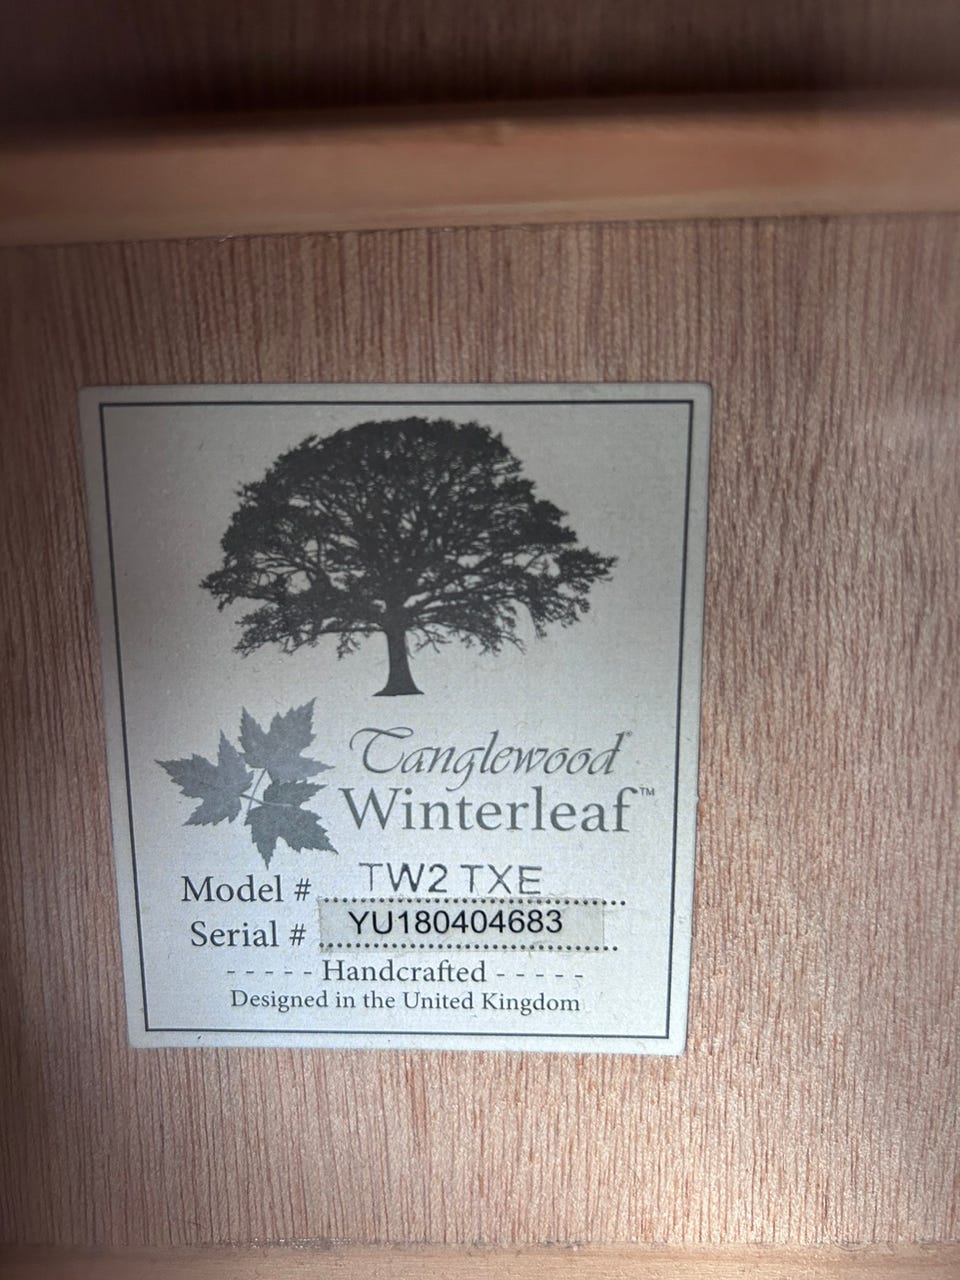 Tanglewood®
Winterleaf™
Model # TW2 TXE
Serial # YU180404683
- - - - - Handcrafted - - - - -
Designed in the United Kingdom